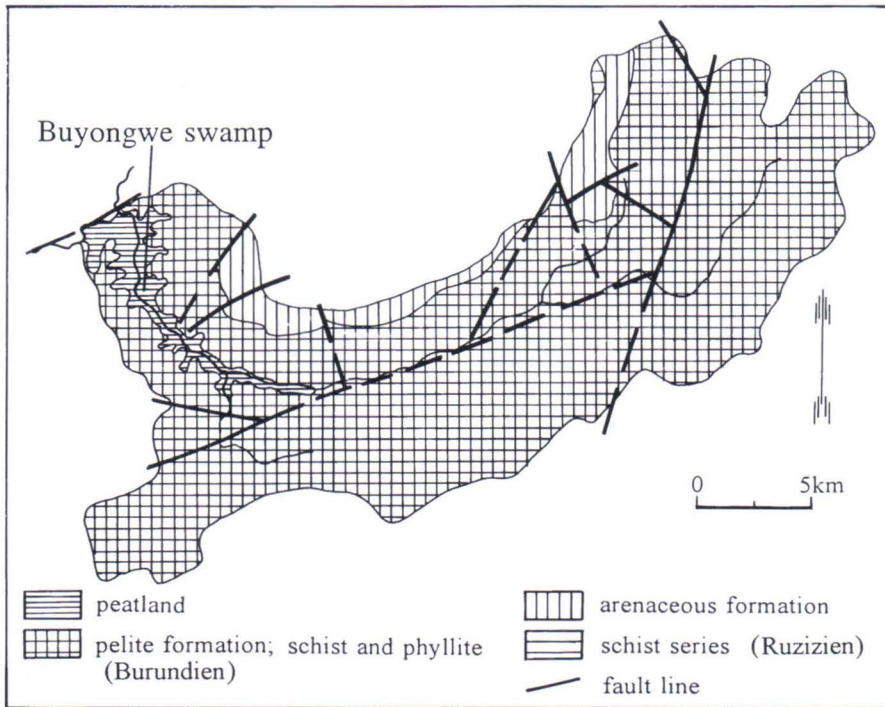 Buyongwe swamp
0 5km
peatland
pelite formation; schist and phyllite
(Burundien)
arenaceous formation
schist series (Ruzizien)
fault line